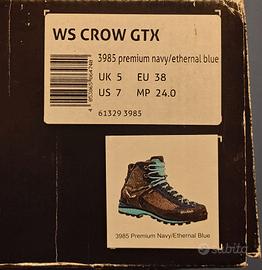 WS CROW GTX
3985 premium navy/ethernal blue
UK 5 EU 38
US 7 MP 24.0
61329 3985
3985 Premium Navy/Ethernal Blue
subito